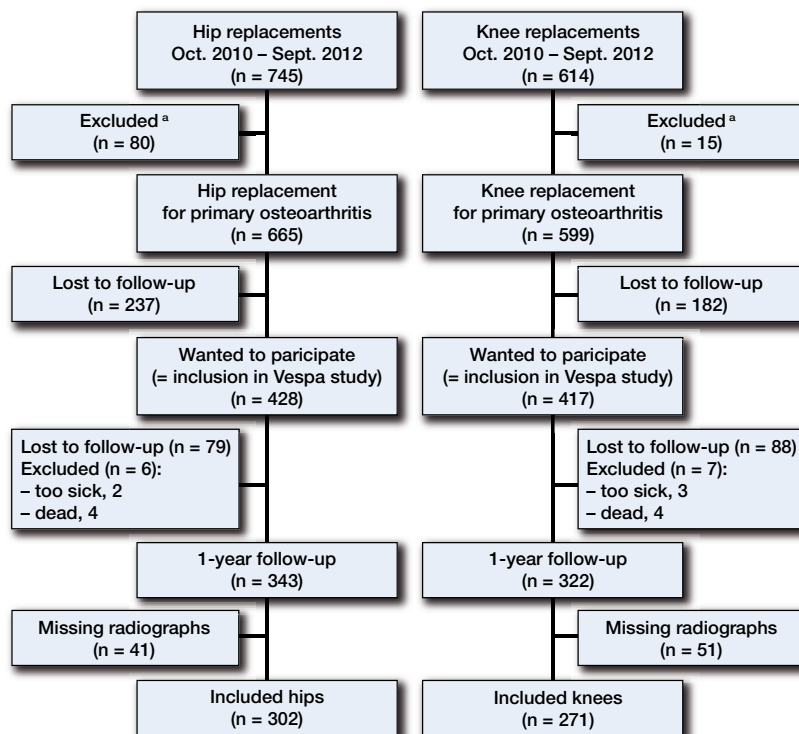 Hip replacements
Oct. 2010 – Sept. 2012
(n = 745)
Knee replacements
Oct. 2010 – Sept. 2012
(n = 614)
Excluded a
(n = 80)
Excluded a
(n = 15)
Hip replacement
for primary osteoarthritis
(n = 665)
Knee replacement
for primary osteoarthritis
(n = 599)
Lost to follow-up
(n = 237)
Lost to follow-up
(n = 182)
Wanted to paricipate
(= inclusion in Vespa study)
(n = 428)
Wanted to paricipate
(= inclusion in Vespa study)
(n = 417)
Lost to follow-up (n = 79)
Excluded (n = 6):
– too sick, 2
– dead, 4
Lost to follow-up (n = 88)
Excluded (n = 7):
– too sick, 3
– dead, 4
1-year follow-up
(n = 343)
1-year follow-up
(n = 322)
Missing radiographs
(n = 41)
Missing radiographs
(n = 51)
Included hips
(n = 302)
Included knees
(n = 271)